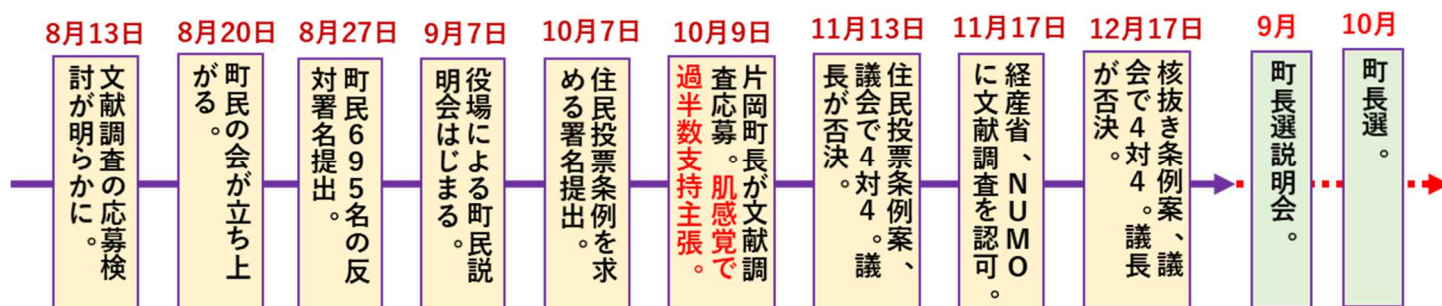 8月13日
文献調査の応募検
討が明らかに。
8月20日
町民の会が立ち上
がる。
8月27日
町民695名の反
対署名提出。
9月7日
役場による町民説
明会はじまる。
10月7日
住民投票条例を求
める署名提出。
10月9日
片岡町長が文献調
査応募。肌感覚で
過半数支持主張。
11月13日
住民投票条例案、
議会で4対4。議
長が否決。
11月17日
経産省、NUMO
に文献調査を認可。
12月17日
核抜き条例案、議
会で4対4。議長
が否決。
9月
町長選説明会。
10月
町長選。